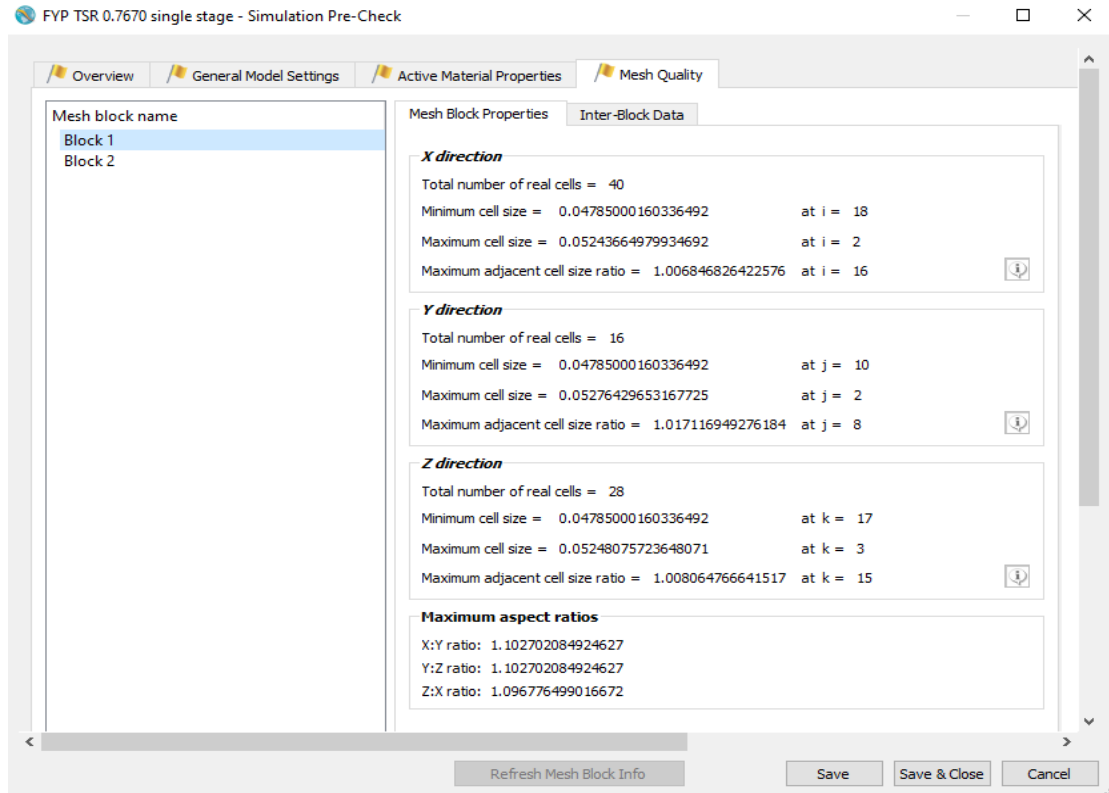 FYP TSR 0.7670 single stage - Simulation Pre-Check
Overview General Model Settings Active Material Properties Mesh Quality
Mesh block name
Block 1
Block 2
Mesh Block Properties Inter-Block Data
X direction
Total number of real cells = 40
Minimum cell size = 0.04785000160336492 at i = 18
Maximum cell size = 0.05243664979934692 at i = 2
Maximum adjacent cell size ratio = 1.006846826422576 at i = 16
Y direction
Total number of real cells = 16
Minimum cell size = 0.04785000160336492 at j = 10
Maximum cell size = 0.05276429653167725 at j = 2
Maximum adjacent cell size ratio = 1.017116949276184 at j = 8
Z direction
Total number of real cells = 28
Minimum cell size = 0.04785000160336492 at k = 17
Maximum cell size = 0.05248075723648071 at k = 3
Maximum adjacent cell size ratio = 1.008064766641517 at k = 15
Maximum aspect ratios
X:Y ratio: 1.102702084924627
Y:Z ratio: 1.102702084924627
Z:X ratio: 1.096776499016672
Refresh Mesh Block Info Save Save & Close Cancel